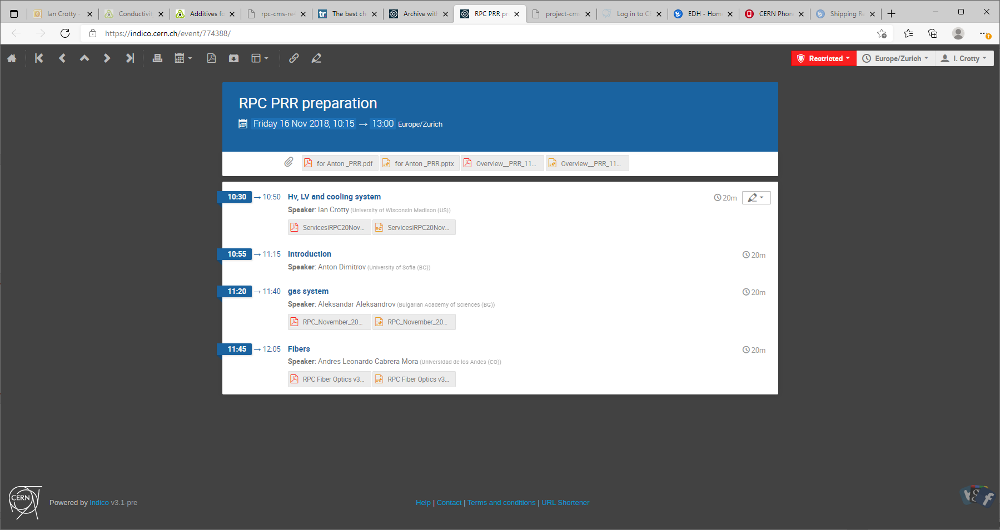 Ian Crotty -
Conductivit
Additives fo
rpc-cms-re
The best ch
Archive with
RPC PRR pr
project-cms
Log in to CE
EDH - Hom
CERN Phon
Shipping Re
https://indico.cern.ch/event/774388/
Restricted
Europe/Zurich
I. Crotty
RPC PRR preparation
Friday 16 Nov 2018, 10:15 → 13:00 Europe/Zurich
for Anton _PRR.pdf
for Anton _PRR.pptx
Overview__PRR_11...
Overview__PRR_11...
10:30 → 10:50 Hv, LV and cooling system 20m
Speaker: Ian Crotty (University of Wisconsin Madison (US))
ServicesiRPC20Nov...
ServicesiRPC20Nov...
10:55 → 11:15 Introduction 20m
Speaker: Anton Dimitrov (University of Sofia (BG))
11:20 → 11:40 gas system 20m
Speaker: Aleksandar Aleksandrov (Bulgarian Academy of Sciences (BG))
RPC_November_20...
RPC_November_20...
11:45 → 12:05 Fibers 20m
Speaker: Andres Leonardo Cabrera Mora (Universidad de los Andes (CO))
RPC Fiber Optics v3...
RPC Fiber Optics v3...
CERN
Powered by Indico v3.1-pre
Help | Contact | Terms and conditions | URL Shortener